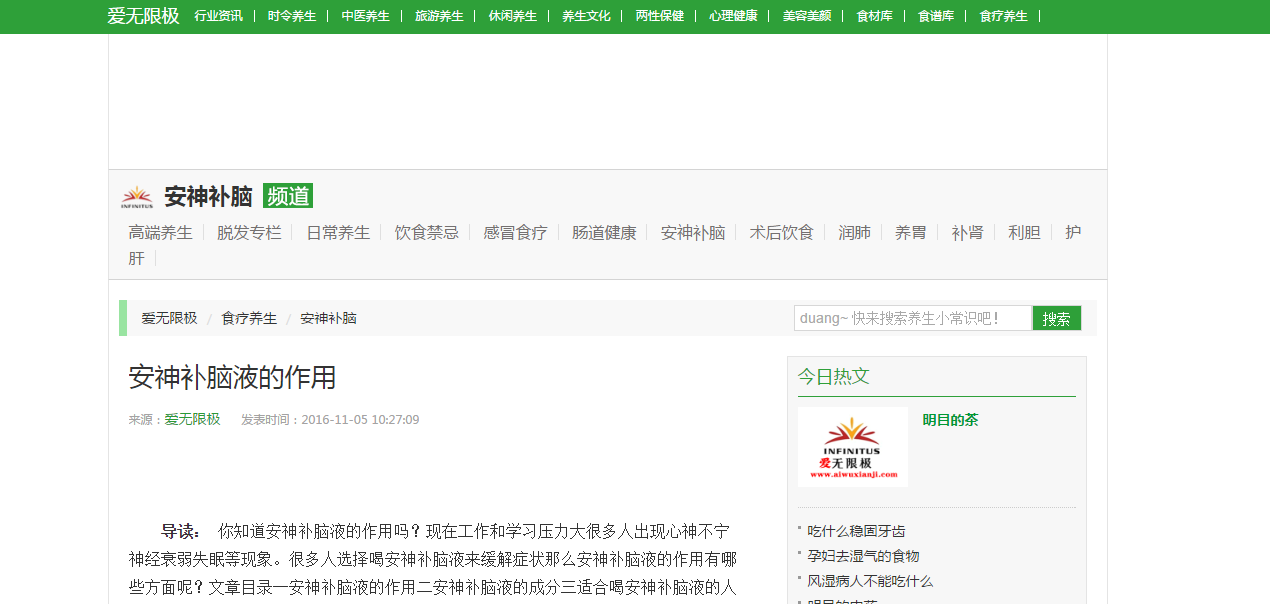 爱无限极 行业资讯 时令养生 中医养生 旅游养生 休闲养生 养生文化 两性保健 心理健康 美容美颜 食材库 食谱库 食疗养生
INFINITUS 安神补脑 频道
高端养生 脱发专栏 日常养生 饮食禁忌 感冒食疗 肠道健康 安神补脑 术后饮食 润肺 养胃 补肾 利胆 护
肝
爱无限极 / 食疗养生 / 安神补脑
duang~ 快来搜索养生小常识吧! 搜索
安神补脑液的作用
来源：爱无限极 发表时间：2016-11-05 10:27:09
导读： 你知道安神补脑液的作用吗？现在工作和学习压力大很多人出现心神不宁
神经衰弱失眠等现象。很多人选择喝安神补脑液来缓解症状那么安神补脑液的作用有哪
些方面呢？文章目录一安神补脑液的作用二安神补脑液的成分三适合喝安神补脑液的人
今日热文
INFINITUS
爱无限极
www.aiwuxianji.com
明目的茶
吃什么稳固牙齿
孕妇去湿气的食物
风湿病人不能吃什么